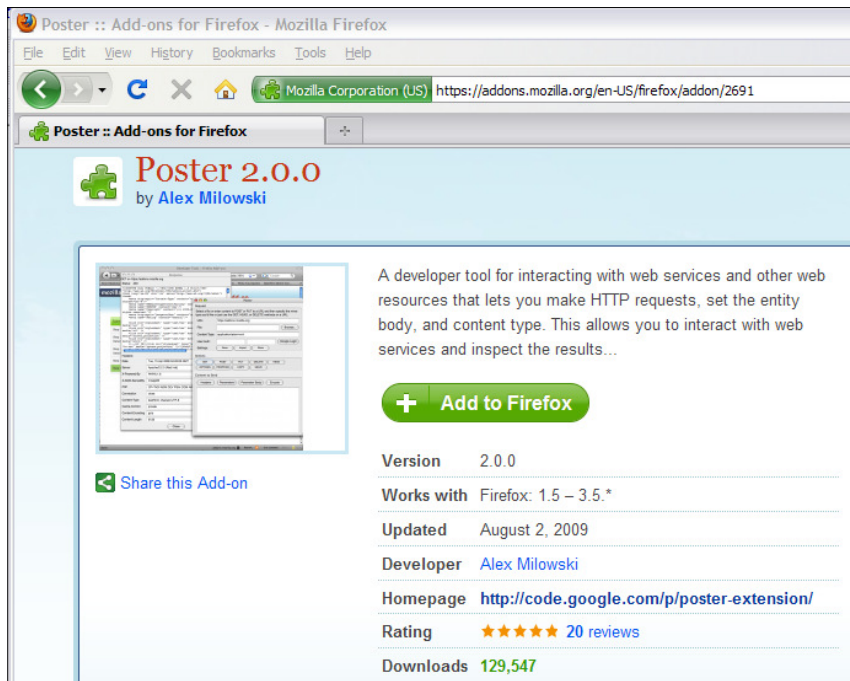 Poster :: Add-ons for Firefox - Mozilla Firefox
File Edit View History Bookmarks Tools Help
Mozilla Corporation (US) https://addons.mozilla.org/en-US/firefox/addon/2691
Poster :: Add-ons for Firefox
Poster 2.0.0
by Alex Milowski
A developer tool for interacting with web services and other web
resources that lets you make HTTP requests, set the entity
body, and content type. This allows you to interact with web
services and inspect the results...
Add to Firefox
Share this Add-on
Version 2.0.0
Works with Firefox: 1.5 – 3.5.*
Updated August 2, 2009
Developer Alex Milowski
Homepage http://code.google.com/p/poster-extension/
Rating 20 reviews
Downloads 129,547